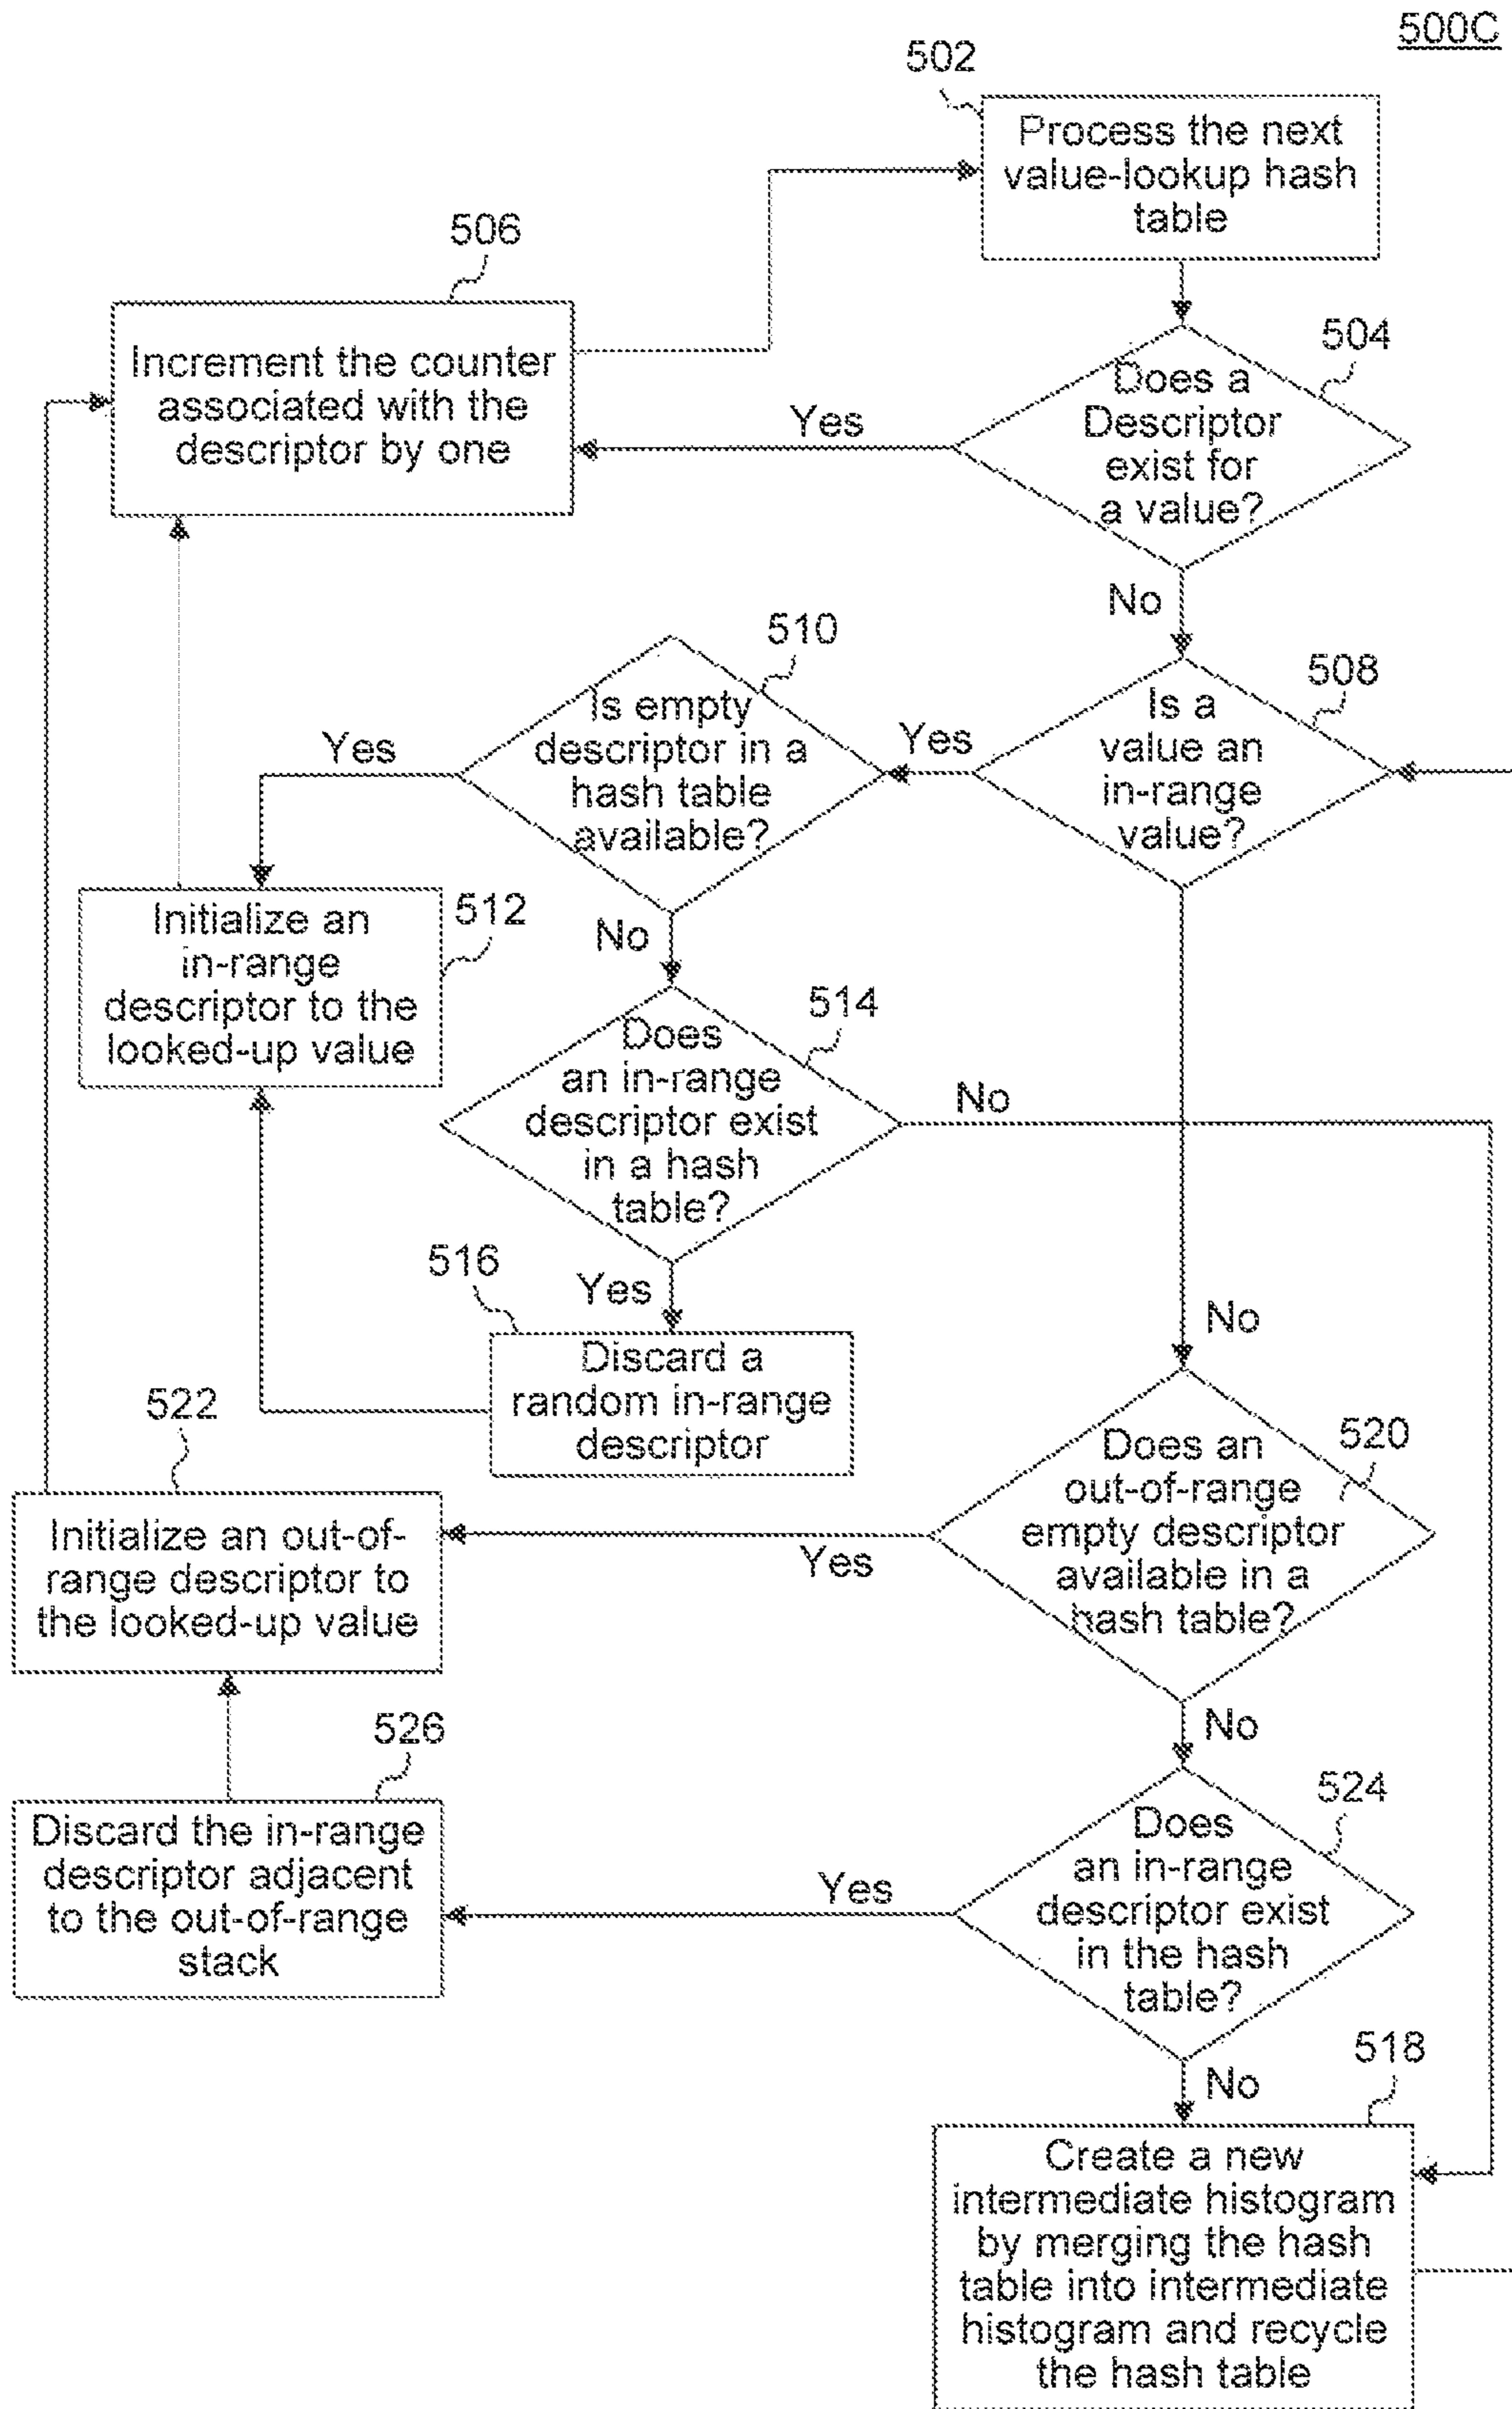 500C
502
Process the next
value-lookup hash
table
506
Increment the counter
associated with the
descriptor by one
504
Does a
Descriptor
exist for
a value?
Yes
No
510
Is empty
descriptor in a
hash table
available?
Yes
508
Is a
value an
in-range
value?
Yes
512
Initialize an
in-range
descriptor to the
looked-up value
No
514
Does
an in-range
descriptor exist
in a hash
table?
No
516
Yes
Discard a
random in-range
descriptor
No
522
Initialize an out-of-
range descriptor to
the looked-up value
520
Does an
out-of-range
empty descriptor
available in a
hash table?
Yes
No
526
Discard the in-range
descriptor adjacent
to the out-of-range
stack
524
Does
an in-range
descriptor exist
in the hash
table?
Yes
No
518
Create a new
intermediate histogram
by merging the hash
table into intermediate
histogram and recycle
the hash table